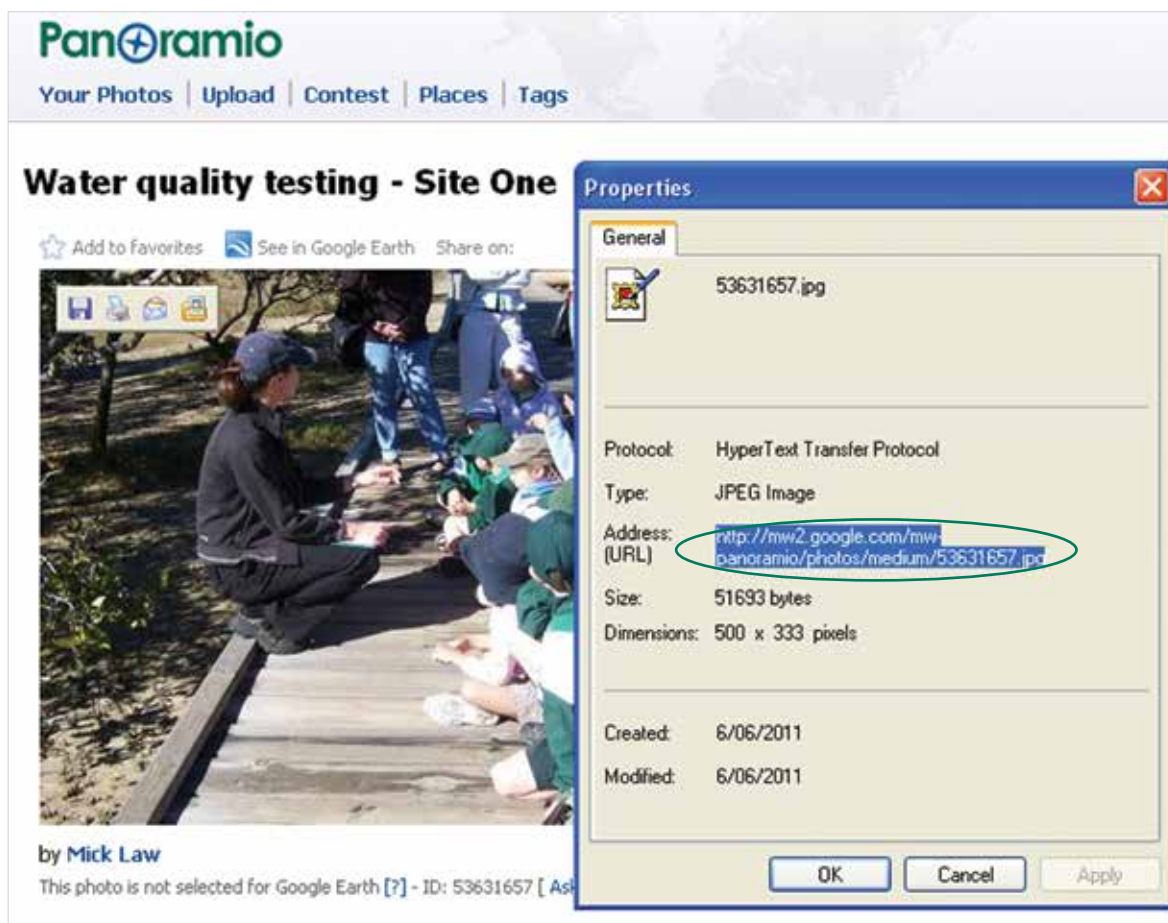 Panoramio
Your Photos | Upload | Contest | Places | Tags
Water quality testing - Site One
Add to favorites See in Google Earth Share on:
by Mick Law
This photo is not selected for Google Earth [?] - ID: 53631657 [ Ask
Properties
General
53631657.jpg
Protocol: HyperText Transfer Protocol
Type: JPEG Image
Address: http://mw2.google.com/mw-
(URL) panoramio/photos/medium/53631657.jpg
Size: 51693 bytes
Dimensions: 500 x 333 pixels
Created: 6/06/2011
Modified: 6/06/2011
OK Cancel Apply